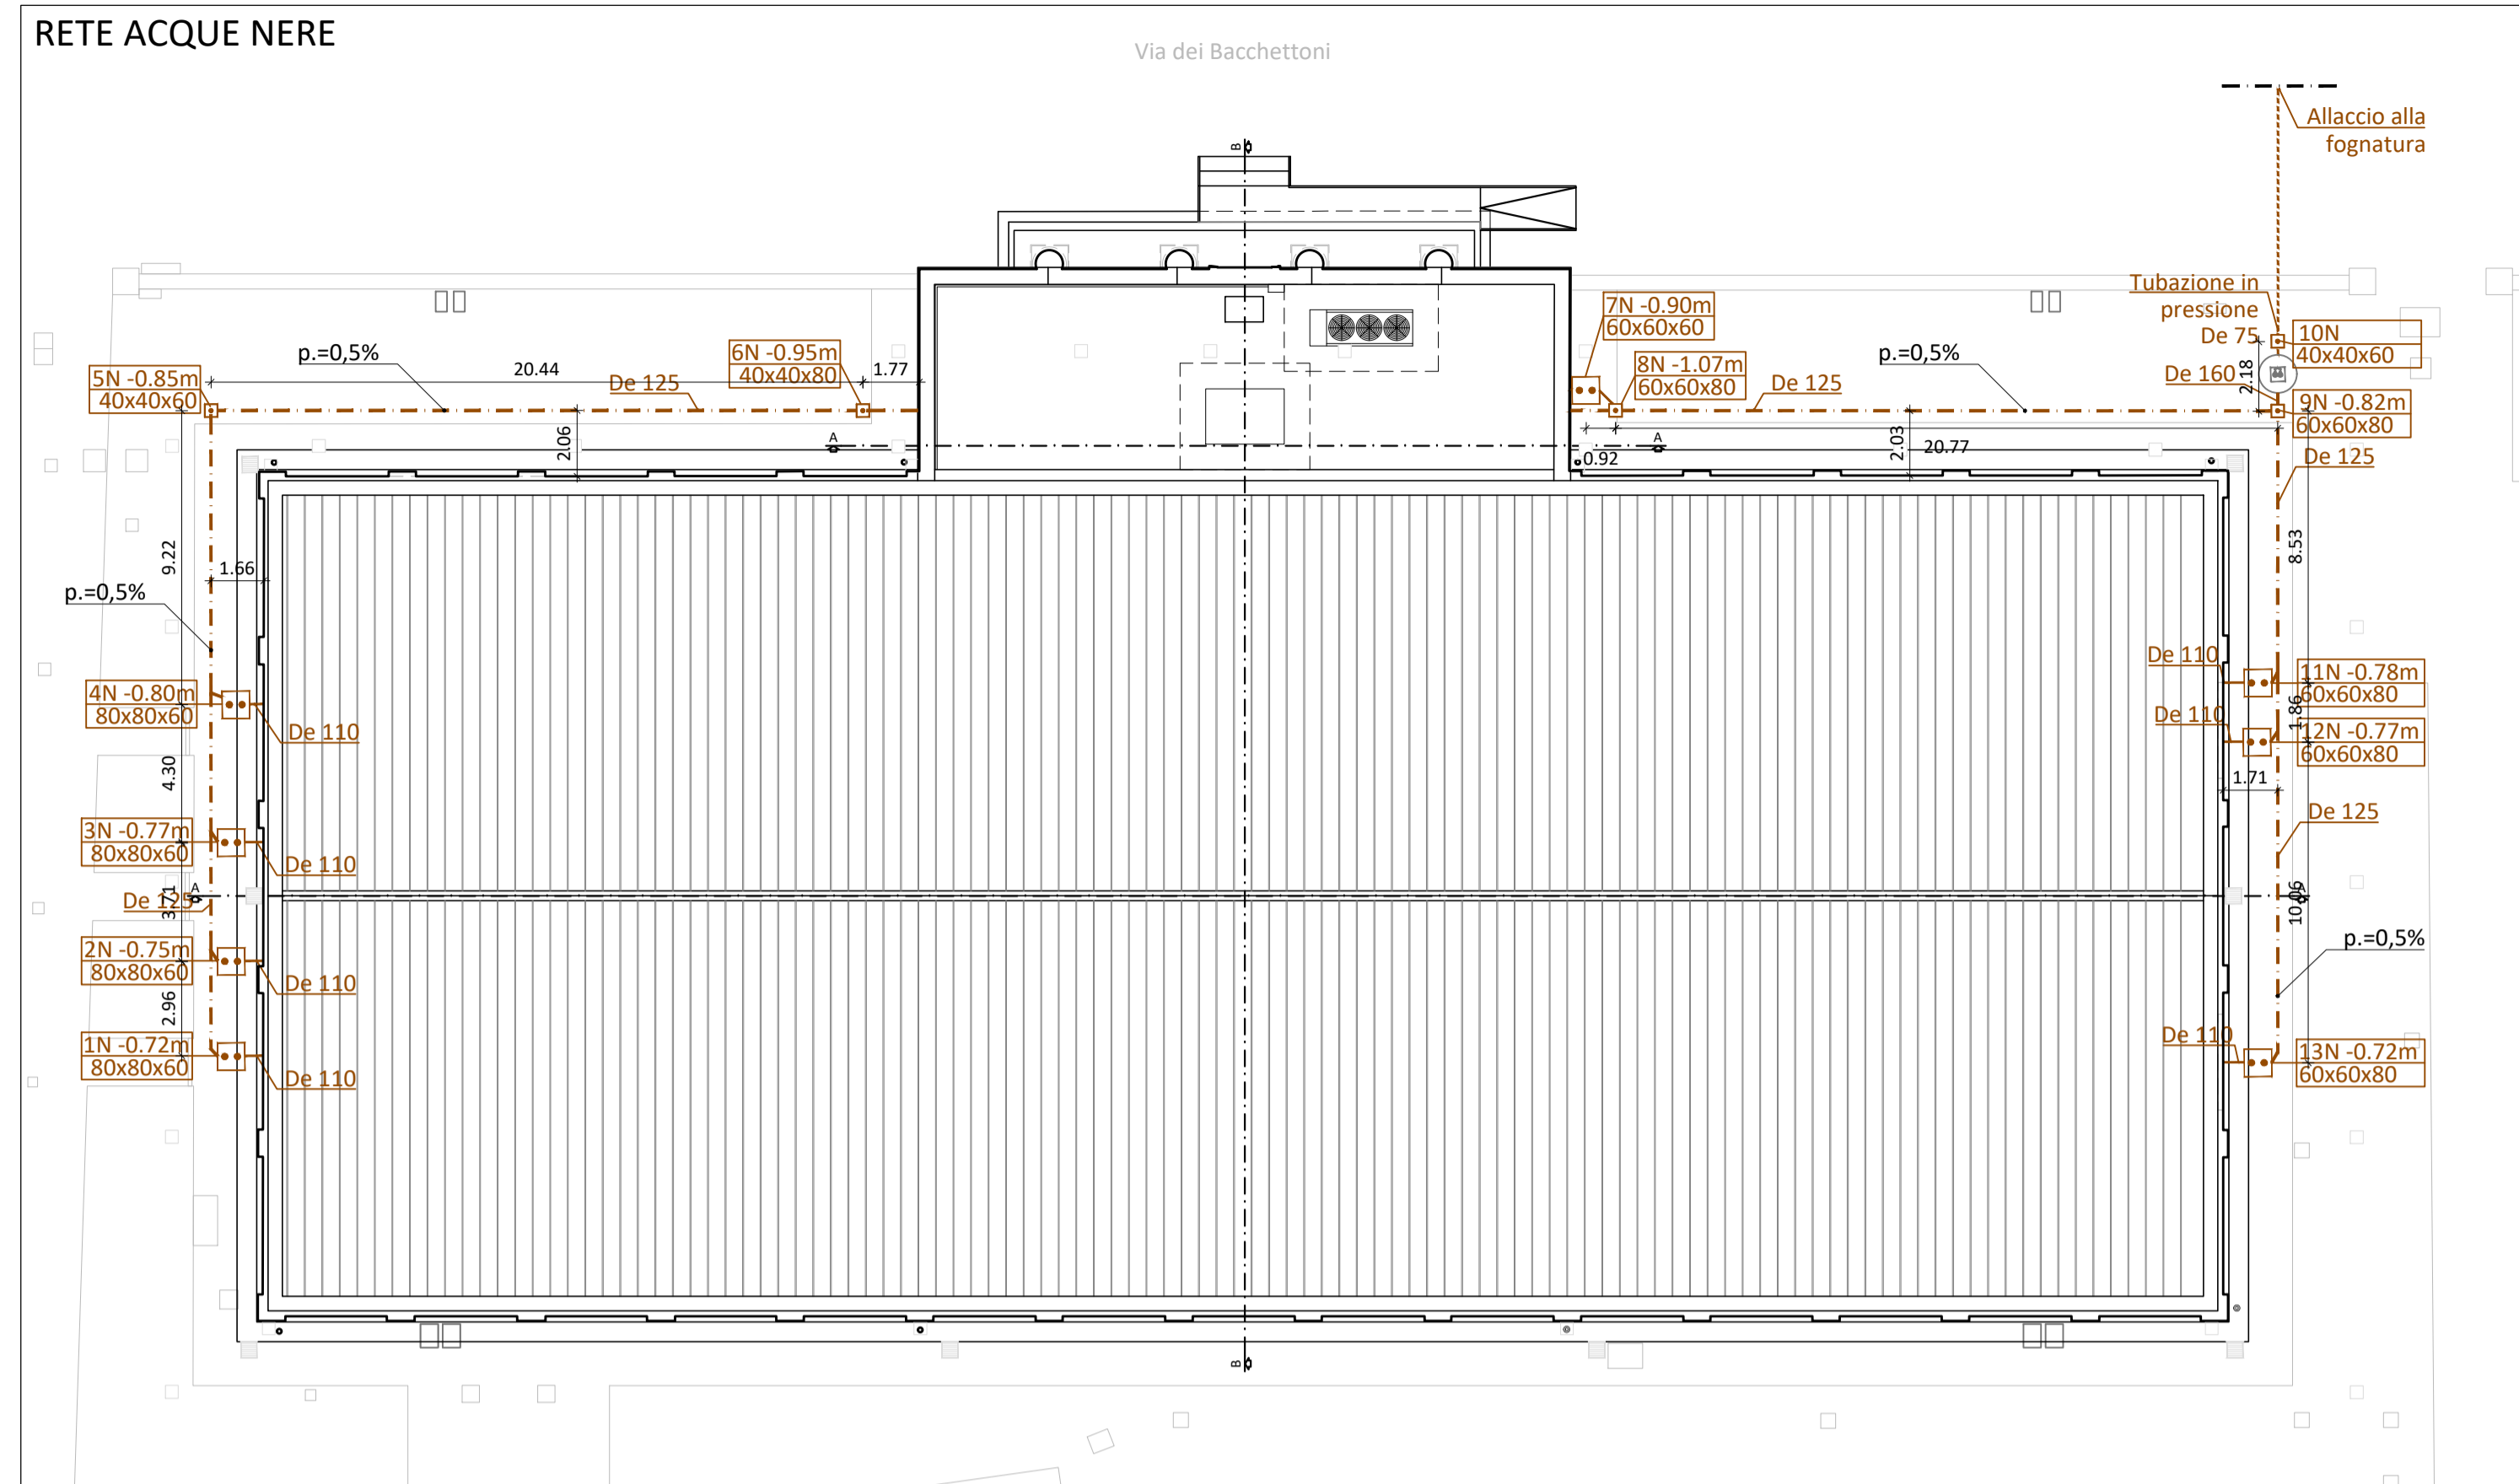 RETE ACQUE NERE
Via dei Bacchettoni
Allaccio alla
fognatura
B
Tubazione in
pressione
De 75
10N
40x40x60
7N -0.90m
60x60x60
p.=0,5%
6N -0.95m
40x40x80
8N -1.07m
60x60x80
p.=0,5%
5N -0.85m
40x40x60
20.44
De 125
1.77
De 125
De 160
2.18
9N -0.82m
60x60x80
2.06
A
A
0.92
2.03
20.77
De 125
9.22
1.66
8.53
p.=0,5%
De 110
11N -0.78m
60x60x80
4N -0.80m
80x80x60
De 110
De 110
1.86
12N -0.77m
60x60x80
4.30
1.71
3N -0.77m
80x80x60
De 110
De 125
De 125
3.71
A
10.06
A
p.=0,5%
2N -0.75m
80x80x60
De 110
2.96
1N -0.72m
80x80x60
De 110
De 110
13N -0.72m
60x60x80
B